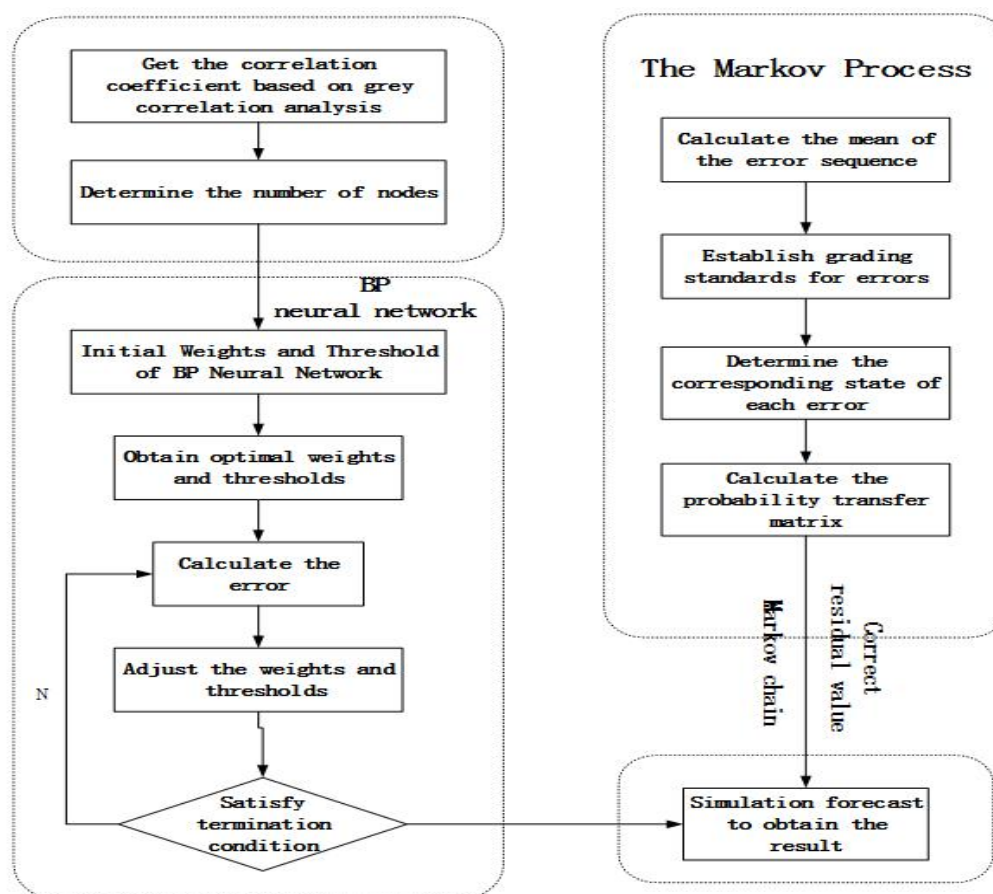 Get the correlation
coefficient based on grey
correlation analysis
Determine the number of nodes
BP
neural network
Initial Weights and Threshold
of BP Neural Network
Obtain optimal weights
and thresholds
Calculate the
error
Adjust the weights and
thresholds
N
Satisfy
termination
condition
The Markov Process
Calculate the mean of
the error sequence
Establish grading
standards for errors
Determine the
corresponding state of
each error
Calculate the
probability transfer
matrix
Markov chain
Correct
residual value
Simulation forecast
to obtain the
result